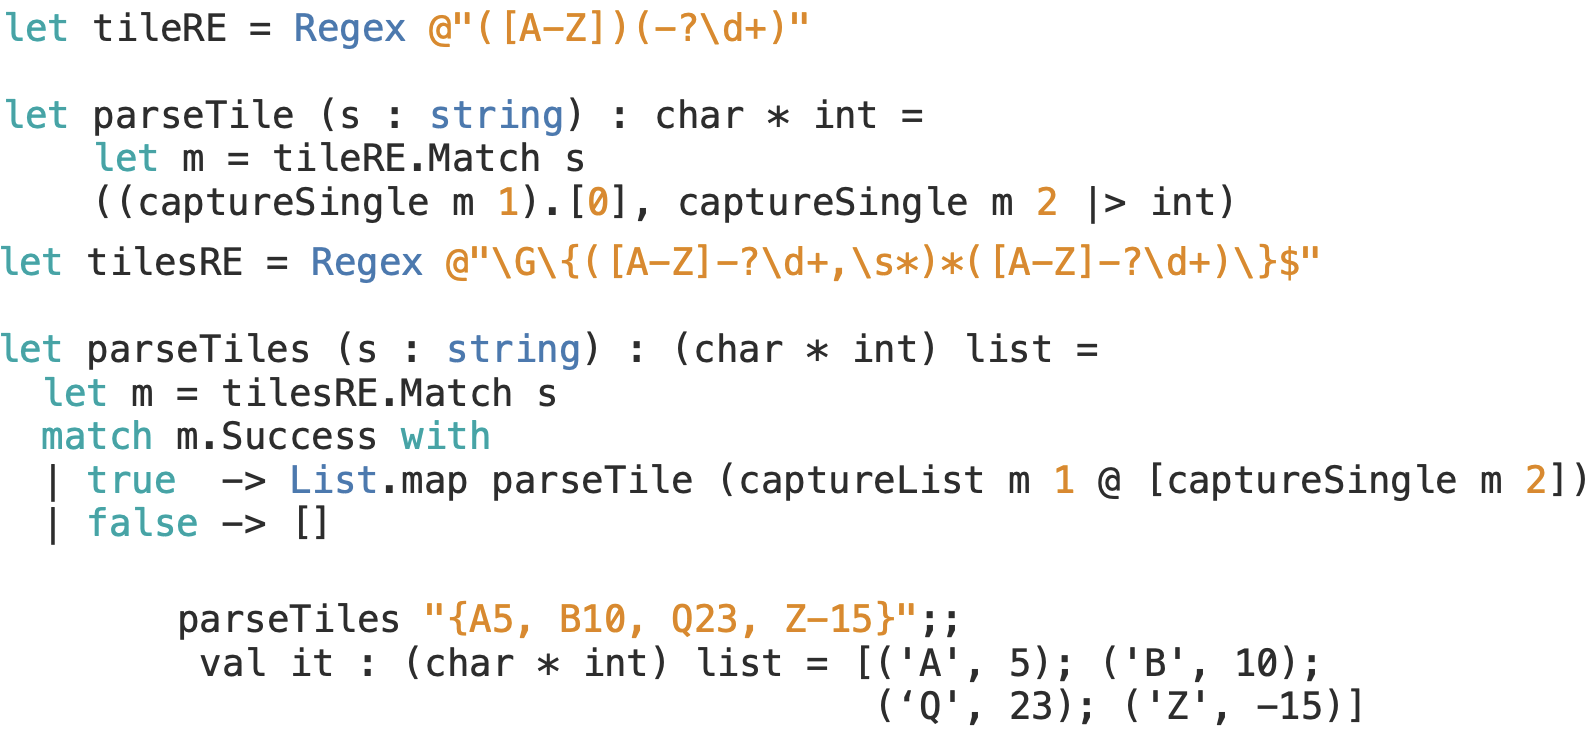 let tileRE = Regex @"([A-Z])(-?\d+)"
let parseTile (s : string) : char * int =
    let m = tileRE.Match s
    ((captureSingle m 1).[0], captureSingle m 2 |> int)
let tilesRE = Regex @"\G\{([A-Z]-?\d+,\s*)*([A-Z]-?\d+)\}$"
let parseTiles (s : string) : (char * int) list =
  let m = tilesRE.Match s
  match m.Success with
  | true  -> List.map parseTile (captureList m 1 @ [captureSingle m 2])
  | false -> []
parseTiles "{A5, B10, Q23, Z-15}";;
 val it : (char * int) list = [('A', 5); ('B', 10);
(‘Q', 23); ('Z', -15)]